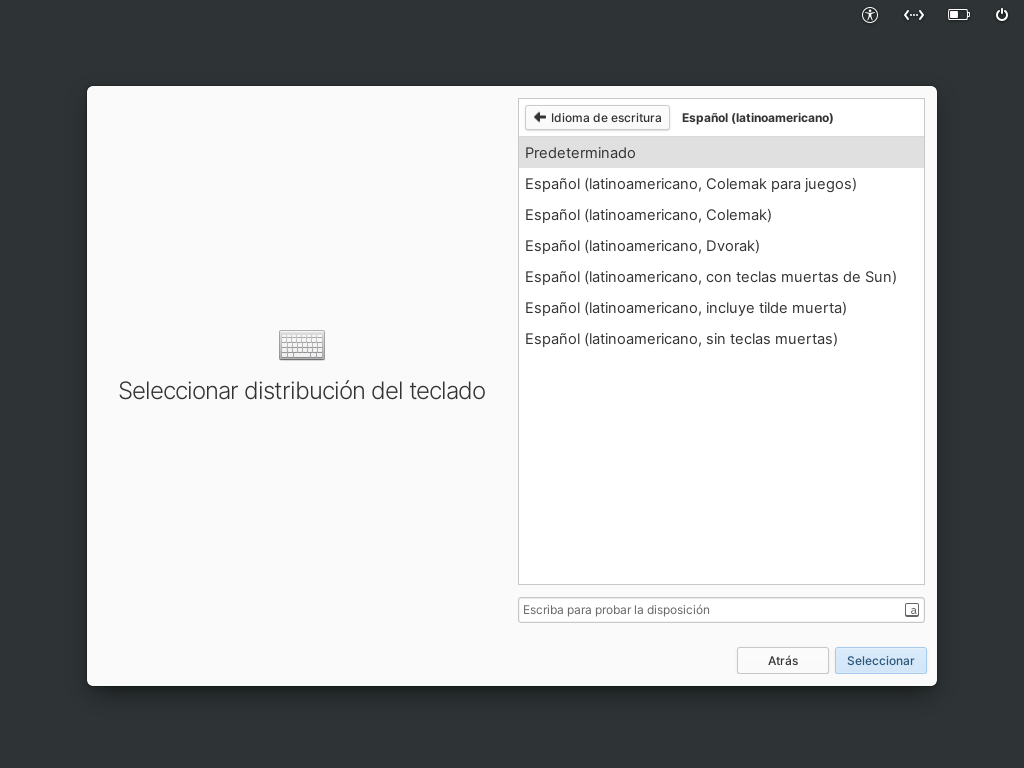 Idioma de escritura
Español (latinoamericano)
Predeterminado
Español (latinoamericano, Colemak para juegos)
Español (latinoamericano, Colemak)
Español (latinoamericano, Dvorak)
Español (latinoamericano, con teclas muertas de Sun)
Español (latinoamericano, incluye tilde muerta)
Español (latinoamericano, sin teclas muertas)
Seleccionar distribución del teclado
Escriba para probar la disposición
a
Atrás
Seleccionar